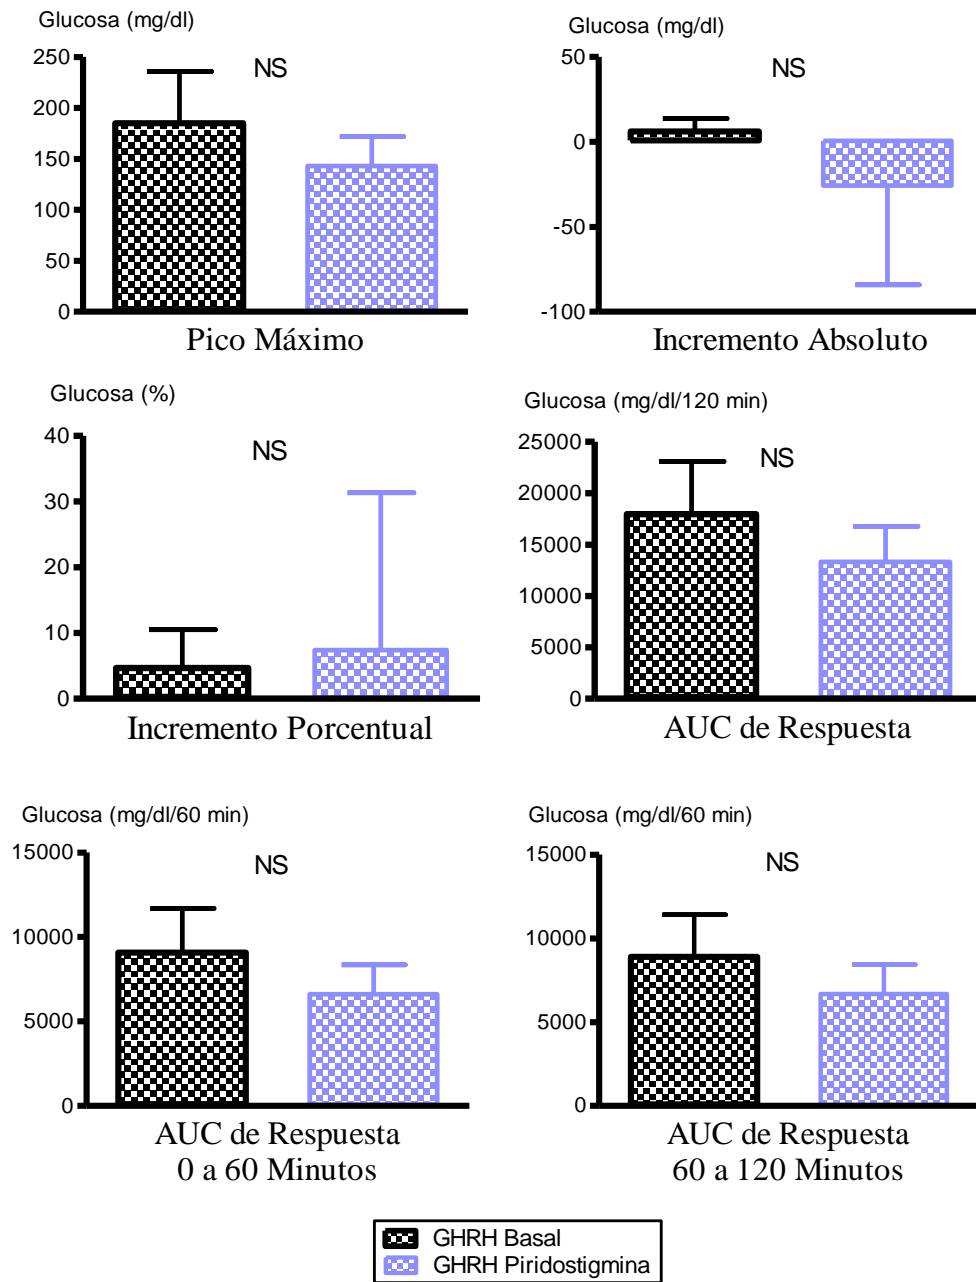 Glucosa (mg/dl)
250
200
150
100
50
0
NS
Pico Máximo
Glucosa (mg/dl)
50
0
-50
-100
NS
Incremento Absoluto
Glucosa (%)
40
30
20
10
0
NS
Incremento Porcentual
Glucosa (mg/dl/120 min)
25000
20000
15000
10000
5000
0
NS
AUC de Respuesta
Glucosa (mg/dl/60 min)
15000
10000
5000
0
NS
AUC de Respuesta
0 a 60 Minutos
Glucosa (mg/dl/60 min)
15000
10000
5000
0
NS
AUC de Respuesta
60 a 120 Minutos
GHRH Basal
GHRH Piridostigmina